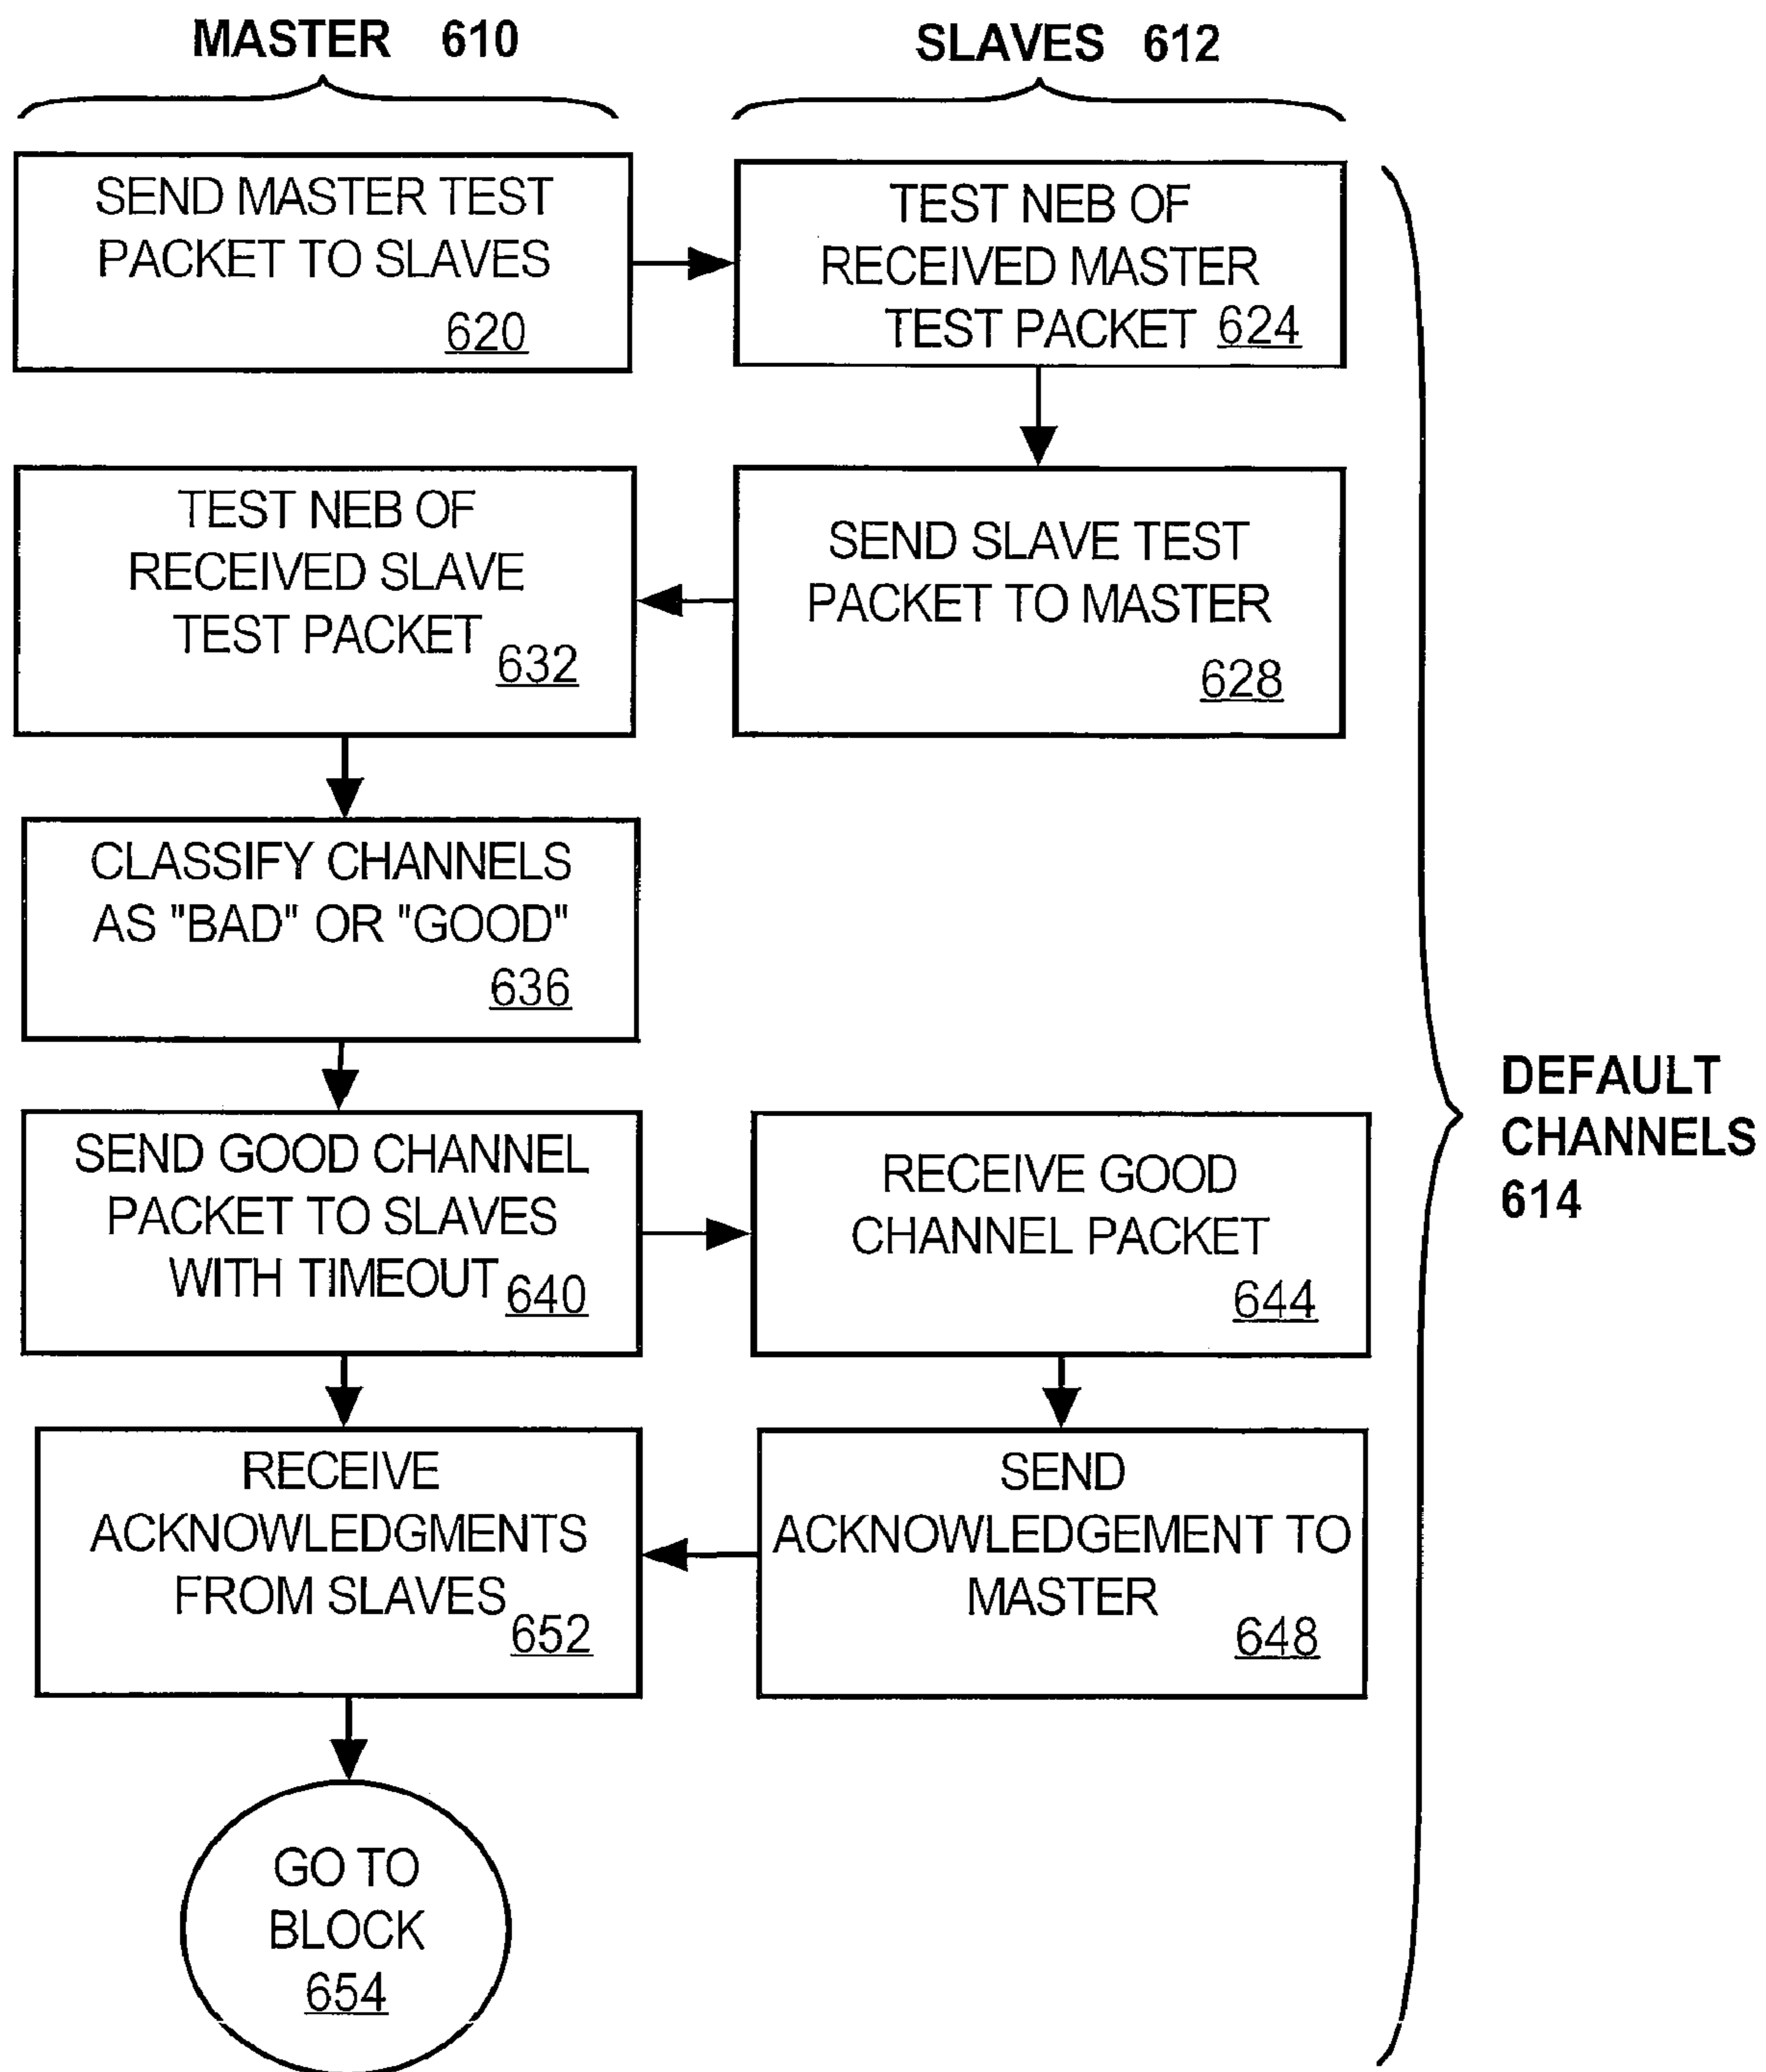 MASTER 610
SLAVES 612
SEND MASTER TEST
PACKET TO SLAVES
620
TEST NEB OF
RECEIVED MASTER
TEST PACKET 624
TEST NEB OF
RECEIVED SLAVE
TEST PACKET
632
SEND SLAVE TEST
PACKET TO MASTER
628
CLASSIFY CHANNELS
AS "BAD" OR "GOOD"
636
DEFAULT
CHANNELS
614
SEND GOOD CHANNEL
PACKET TO SLAVES
WITH TIMEOUT 640
RECEIVE GOOD
CHANNEL PACKET
644
RECEIVE
ACKNOWLEDGMENTS
FROM SLAVES
652
SEND
ACKNOWLEDGEMENT TO
MASTER
648
GO TO
BLOCK
654